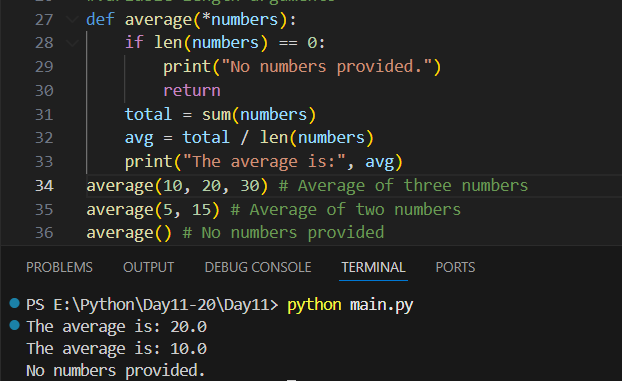 27 def average(*numbers):
28     if len(numbers) == 0:
29         print("No numbers provided.")
30         return
31     total = sum(numbers)
32     avg = total / len(numbers)
33     print("The average is:", avg)
34 average(10, 20, 30) # Average of three numbers
35 average(5, 15) # Average of two numbers
36 average() # No numbers provided
PROBLEMS OUTPUT DEBUG CONSOLE TERMINAL PORTS
PS E:\Python\Day11-20\Day11> python main.py
The average is: 20.0
The average is: 10.0
No numbers provided.